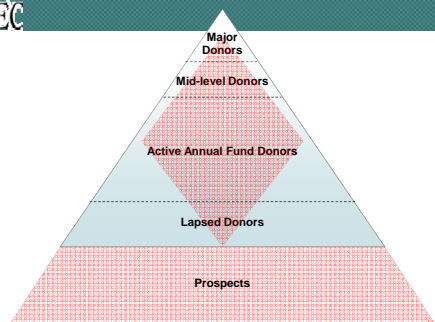 EC
Major
Donors
Mid-level Donors
Active Annual Fund Donors
Lapsed Donors
Prospects